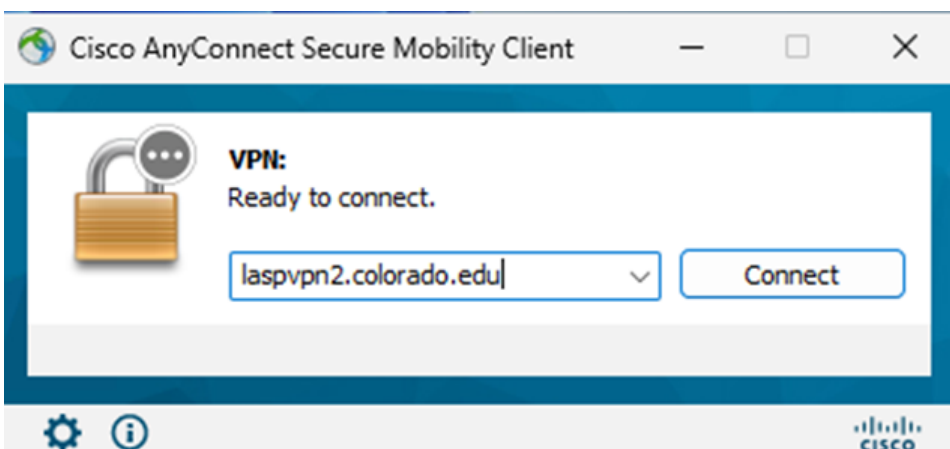 Cisco AnyConnect Secure Mobility Client
VPN:
Ready to connect.
laspvpn2.colorado.edu
Connect
CISCO